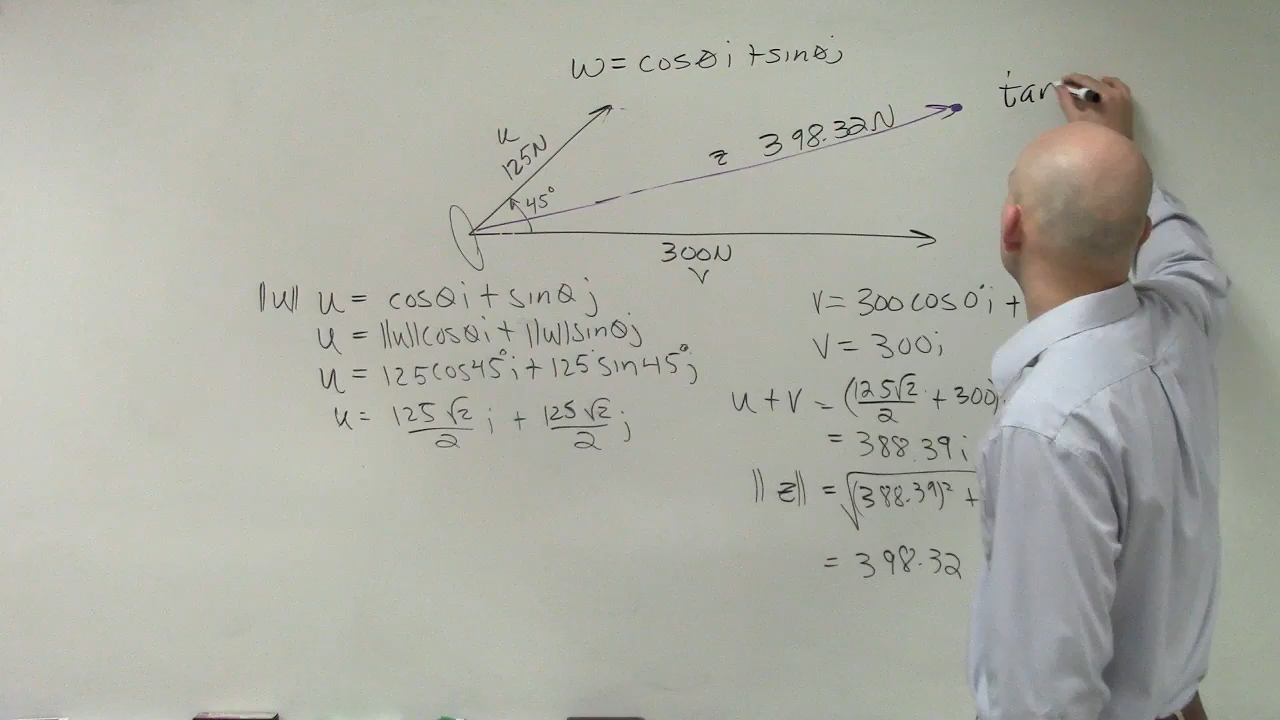 w = cosθi + sinθj
tan
u
125N
z 398.32N
45°
300N
v
||u|| u = cosθi + sinθj
u = ||u||cosθi + ||u||sinθj
u = 125cos45°i + 125sin45°j
u = 125√2/2 i + 125√2/2 j
v = 300cos0°i +
v = 300i
u + v = (125√2/2 + 300)
= 388.39i
||z|| = √(388.39)² +
= 398.32